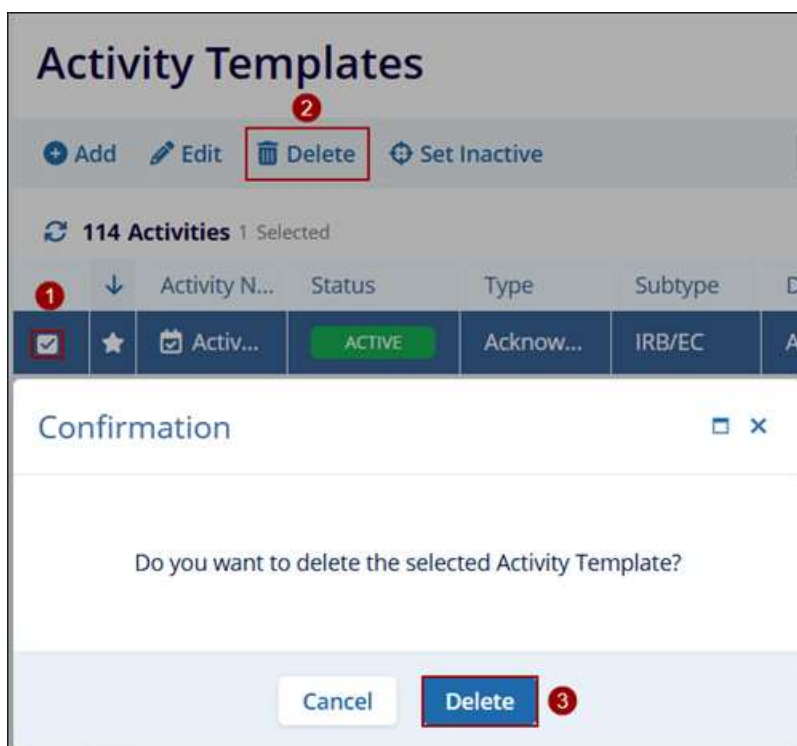 Activity Templates
2
Add Edit Delete Set Inactive
114 Activities 1 Selected
1 Activity N... Status Type Subtype D
Activ... ACTIVE Acknow... IRB/EC A
Confirmation
Do you want to delete the selected Activity Template?
Cancel Delete 3